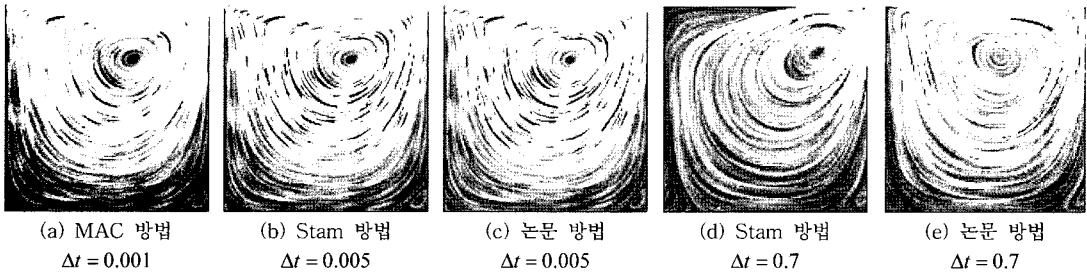 (a) MAC 방법 (b) Stam 방법 (c) 논문 방법 (d) Stam 방법 (e) 논문 방법
Δt = 0.001 Δt = 0.005 Δt = 0.005 Δt = 0.7 Δt = 0.7